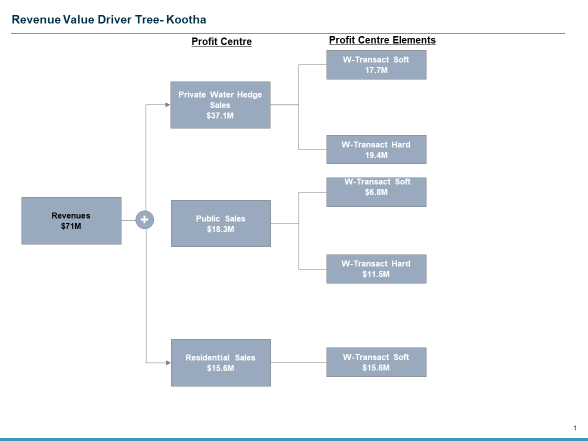 Revenue Value Driver Tree- Kootha
Profit Centre
Profit Centre Elements
W-Transact Soft
17.7M
Private Water Hedge
Sales
$37.1M
W-Transact Hard
19.4M
W-Transact Soft
$6.8M
Revenues
$71M
+
Public Sales
$18.3M
W-Transact Hard
$11.5M
Residential Sales
$15.6M
W-Transact Soft
$15.6M
1